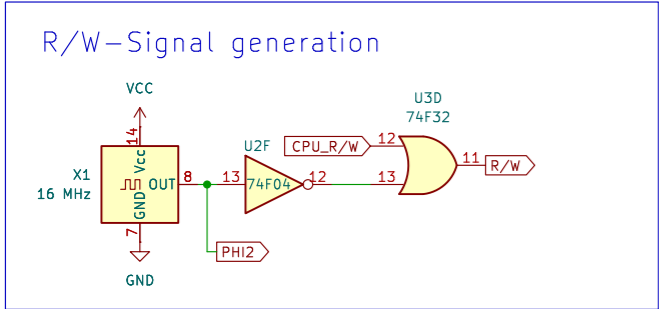 R/W-Signal generation
VCC
14
Vcc
X1
16 MHz
OUT
8
GND
7
GND
PHI2
U2F
13
74F04
12
CPU_R/W
U3D
74F32
12
13
11
R/W